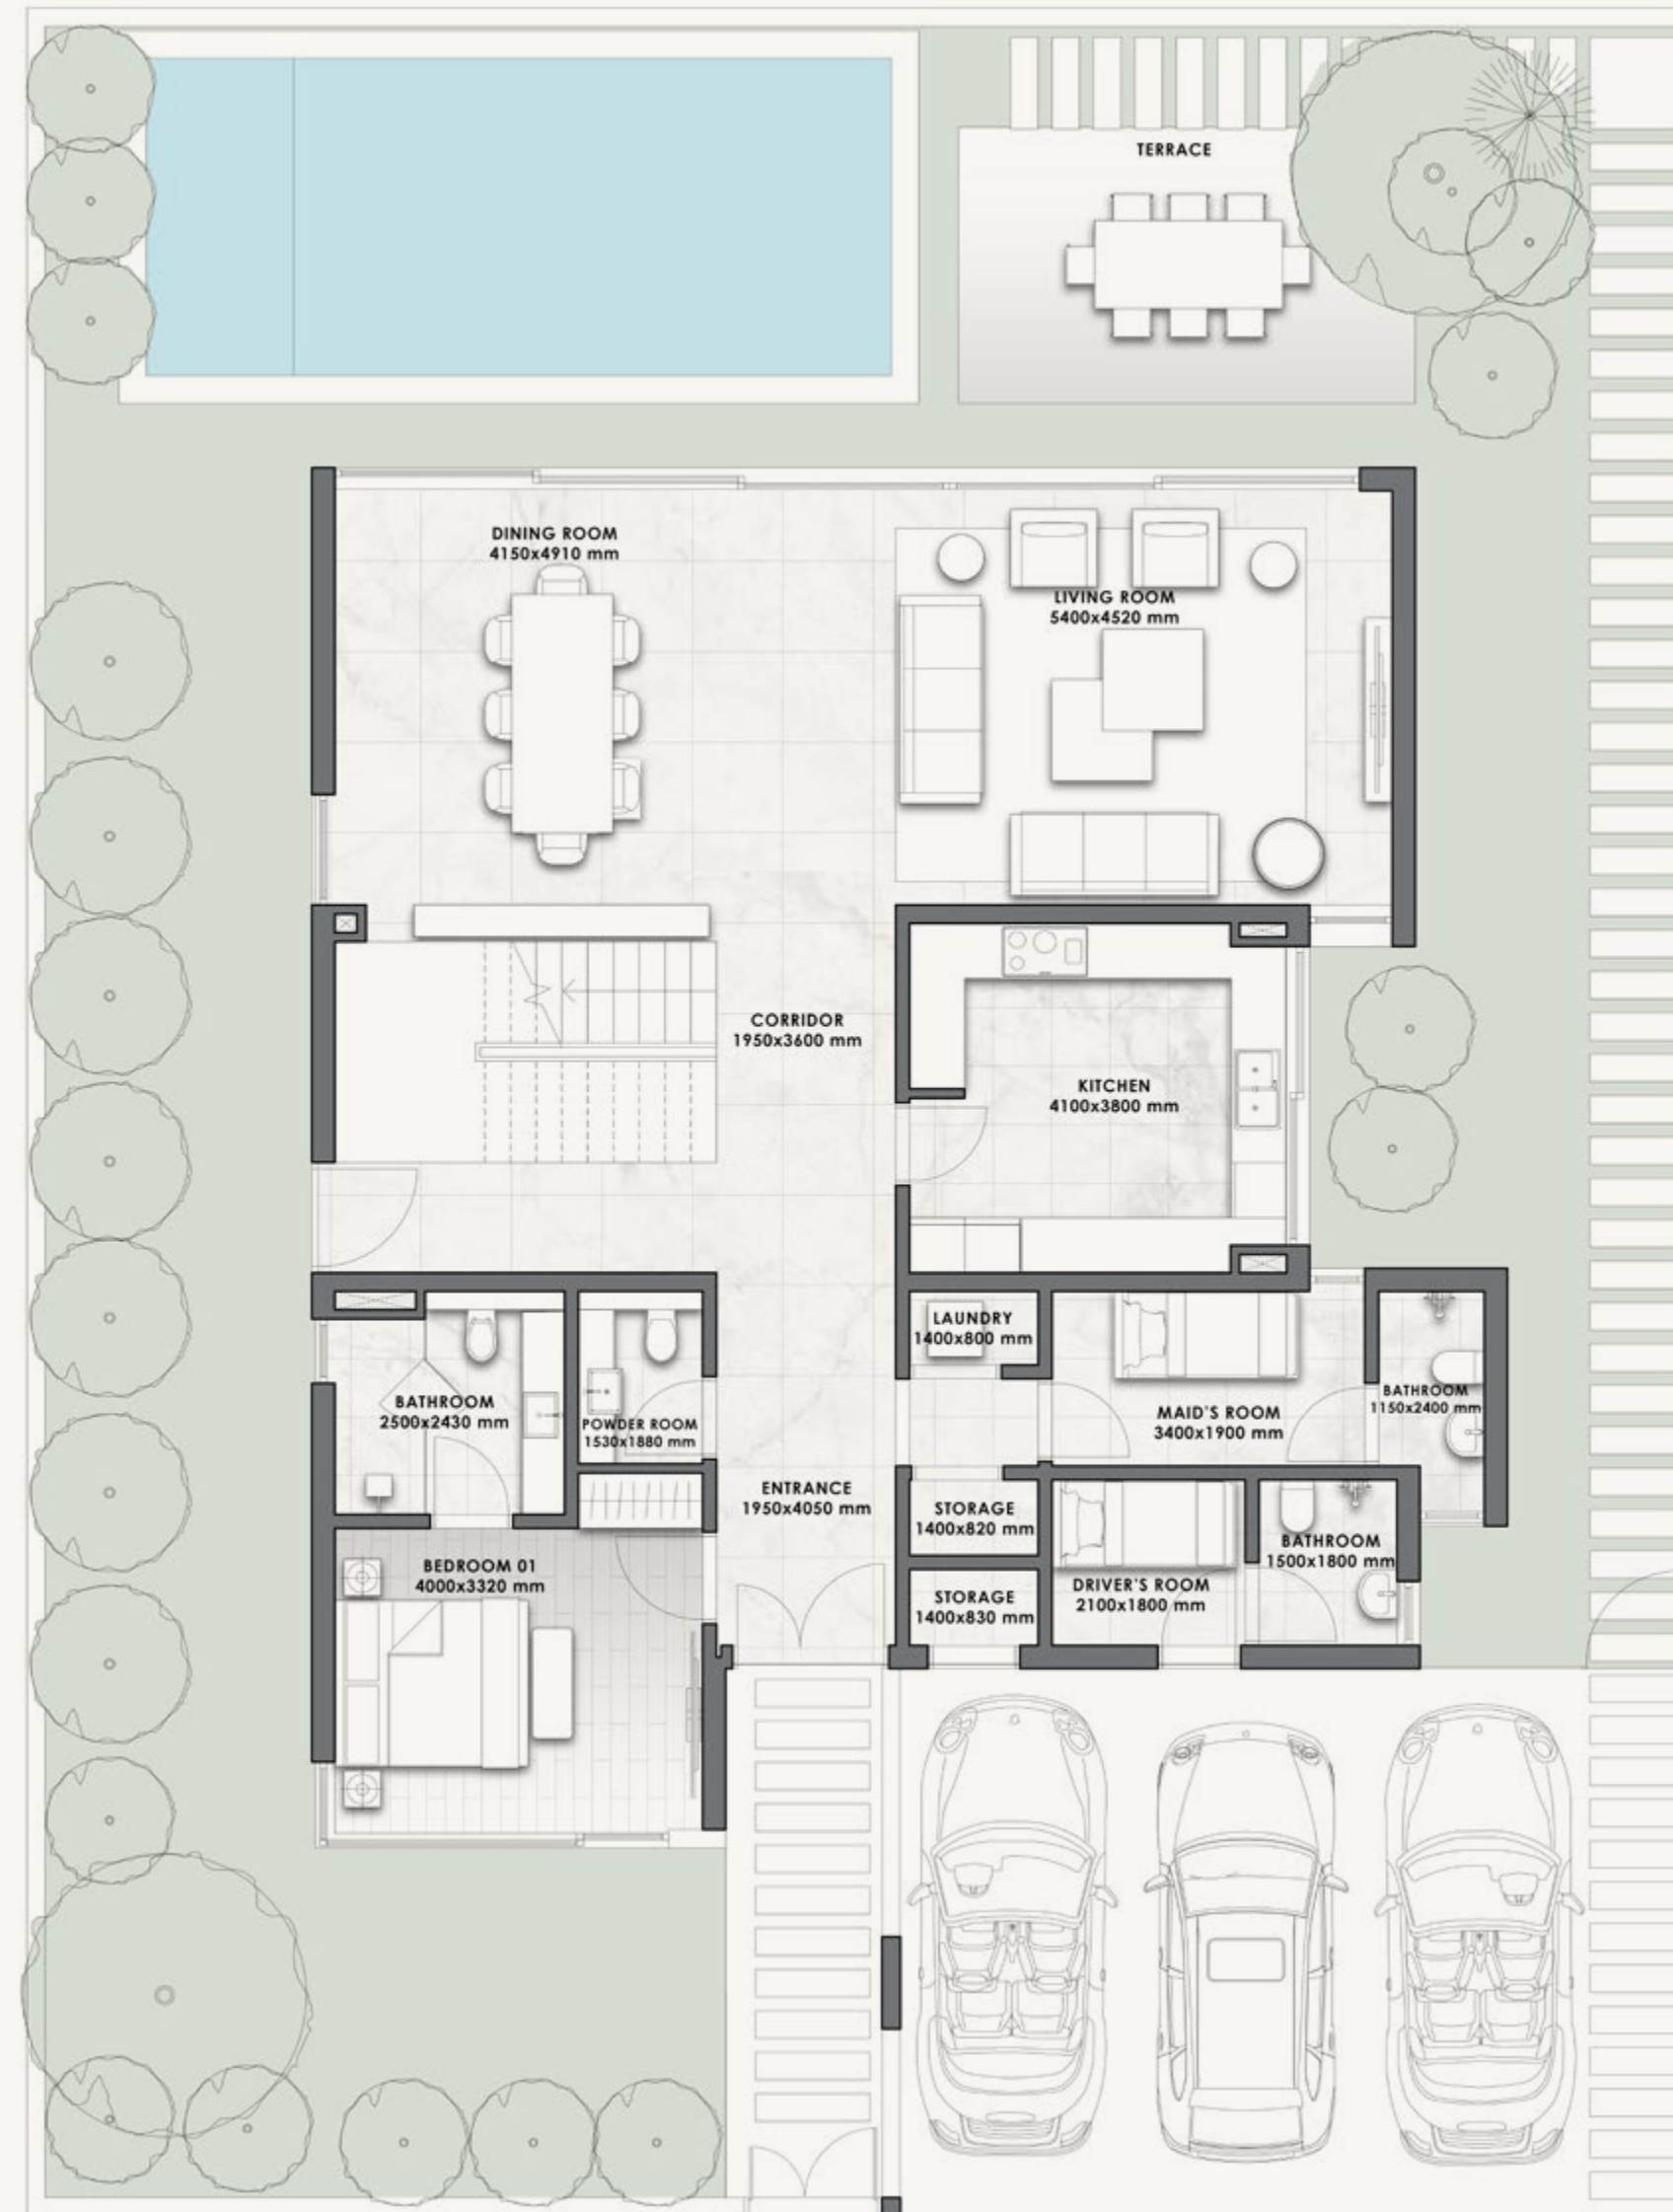 TERRACE
DINING ROOM
4150x4910 mm
LIVING ROOM
5400x4520 mm
CORRIDOR
1950x3600 mm
KITCHEN
4100x3800 mm
LAUNDRY
1400x800 mm
BATHROOM
2500x2430 mm
POWDER ROOM
1530x1880 mm
MAID'S ROOM
3400x1900 mm
BATHROOM
1150x2400 mm
ENTRANCE
1950x4050 mm
STORAGE
1400x820 mm
BATHROOM
1500x1800 mm
BEDROOM 01
4000x3320 mm
DRIVER'S ROOM
2100x1800 mm
STORAGE
1400x830 mm